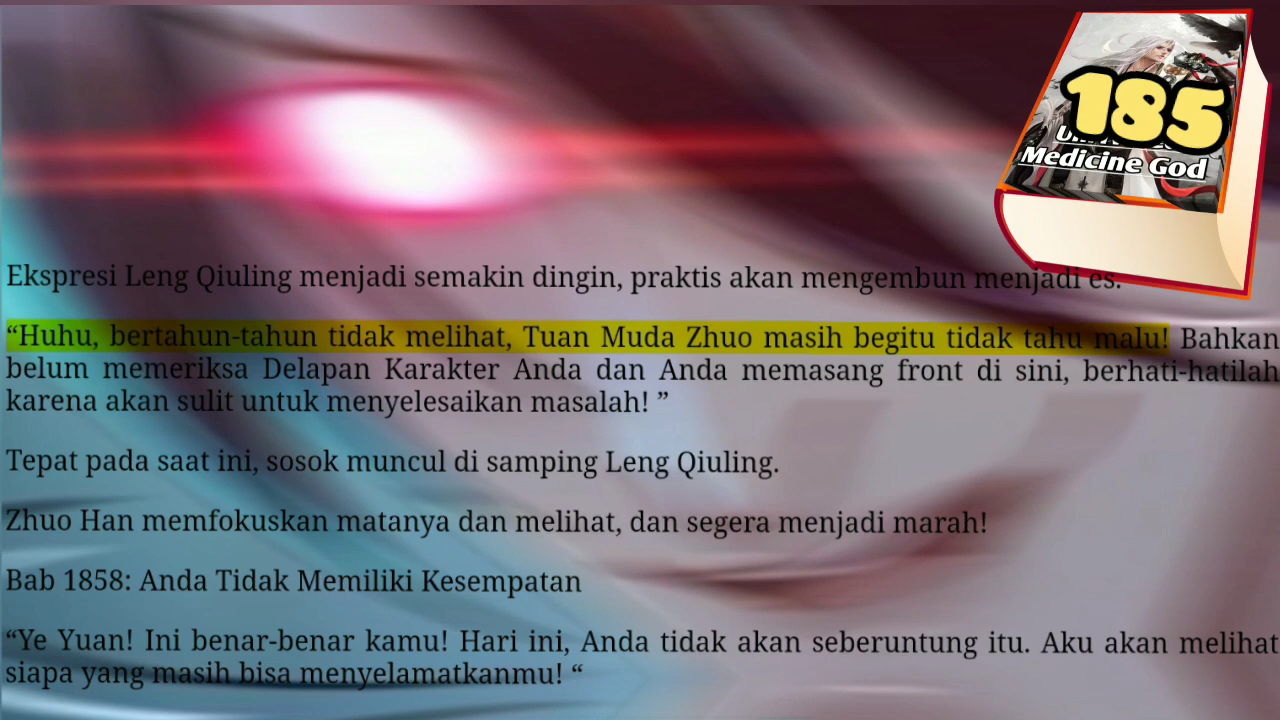 185
Medicine God
Ekspresi Leng Qiuling menjadi semakin dingin, praktis akan mengembun menjadi es.
“Huhu, bertahun-tahun tidak melihat, Tuan Muda Zhuo masih begitu tidak tahu malu! Bahkan
belum memeriksa Delapan Karakter Anda dan Anda memasang front di sini, berhati-hatilah
karena akan sulit untuk menyelesaikan masalah! ”
Tepat pada saat ini, sosok muncul di samping Leng Qiuling.
Zhuo Han memfokuskan matanya dan melihat, dan segera menjadi marah!
Bab 1858: Anda Tidak Memiliki Kesempatan
“Ye Yuan! Ini benar-benar kamu! Hari ini, Anda tidak akan seberuntung itu. Aku akan melihat
siapa yang masih bisa menyelamatkanmu! “